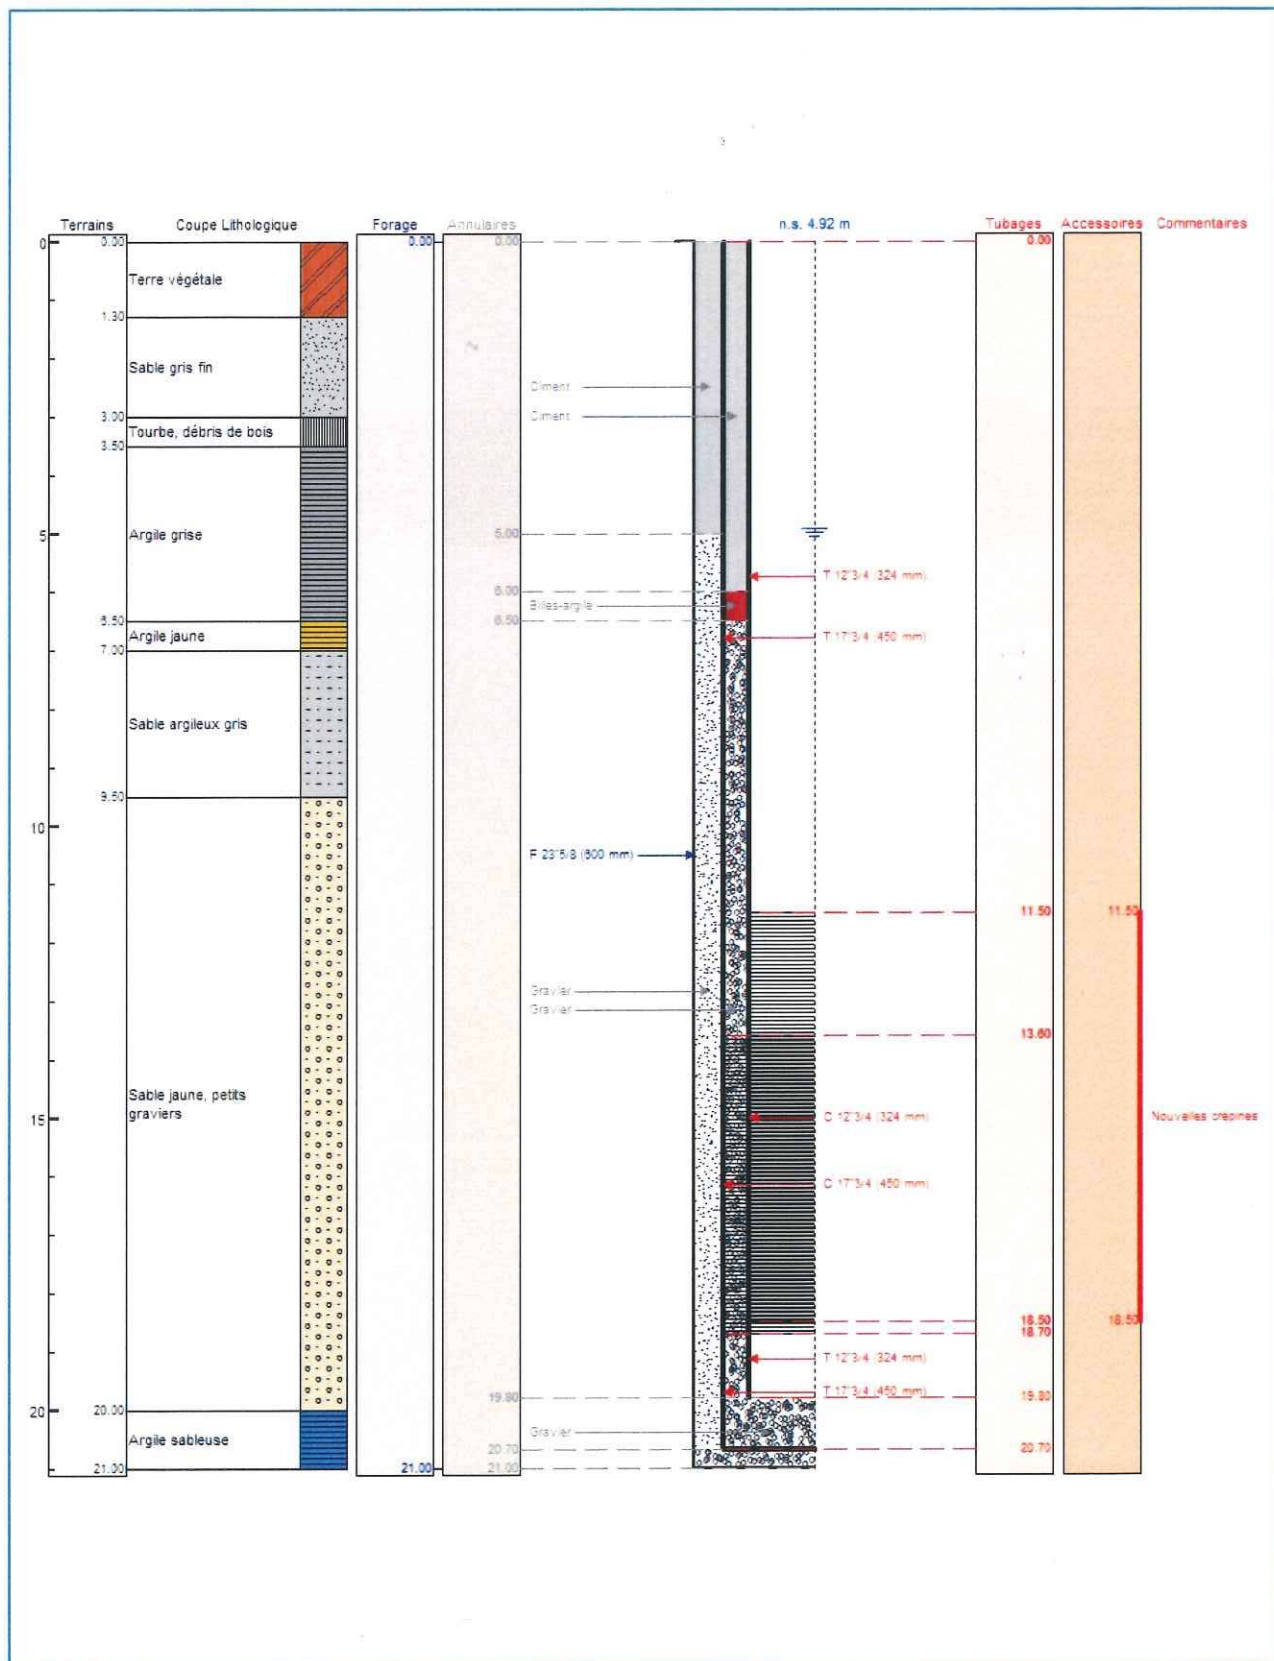 Terrains Coupe Lithologique Forage Annulaires n.s. 4.92 m Tubages Accessoires Commentaires
0 0.00 0.00 0.00 0.00
Terre végétale
1.30
Sable gris fin
Ciment
3.00 Ciment
Tourbe, débris de bois
3.50
5 Argile grise 5.00
T 12"3/4 (324 mm)
6.00
Billes-argile
6.50 6.50
Argile jaune T 17"3/4 (450 mm)
7.00
Sable argileux gris
9.50
10
F 23"5/8 (600 mm)
11.50 11.50
Gravier
Gravier
13.60
Sable jaune, petits
graviers
15 C 12"3/4 (324 mm) Nouvelles crépines
C 17"3/4 (450 mm)
18.50 18.50
18.70
T 12"3/4 (324 mm)
19.80 T 17"3/4 (450 mm) 19.80
20 20.00
Argile sableuse Gravier
20.70 20.70
21.00 21.00 21.00